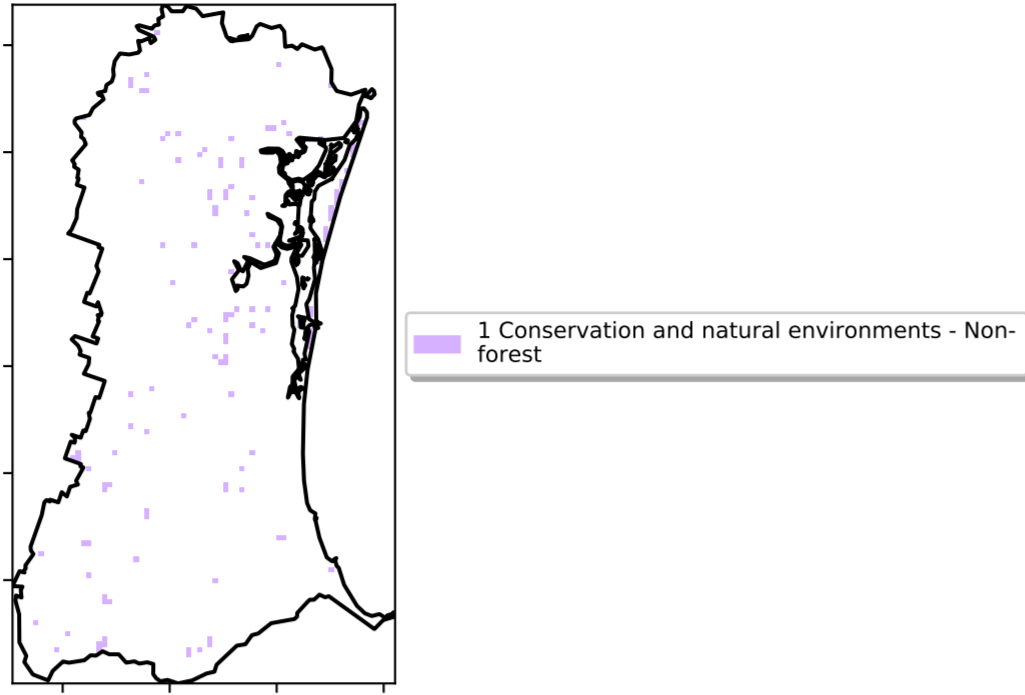 1 Conservation and natural environments - Non-
forest